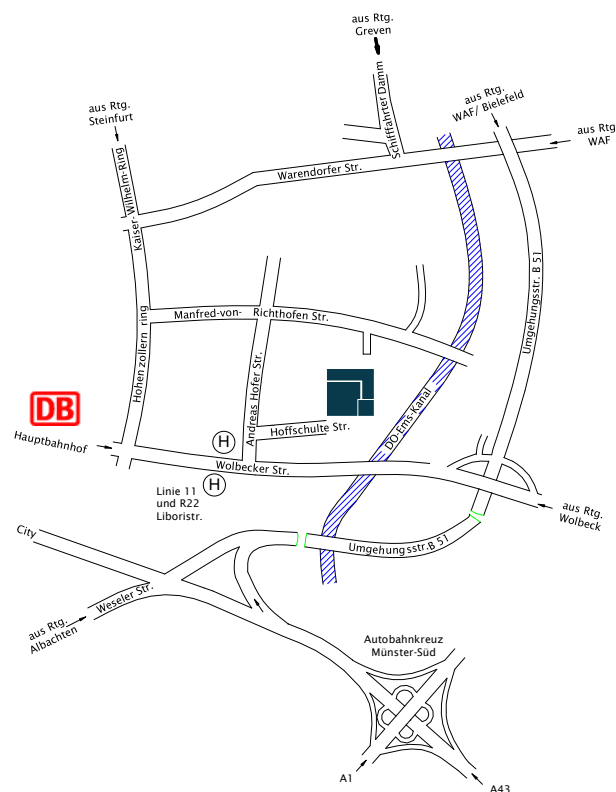 aus Rtg.
Greven
aus Rtg.
WAF/ Bielefeld
aus Rtg.
Steinfurt
aus Rtg.
WAF
Schifffahrter Damm
Warendorfer Str.
Kaiser-Wilhelm-Ring
Umgehungsstr. B 51
Manfred-von- Richthofen Str.
Hohenzollern ring
Andreas Hofer Str.
DB
Hauptbahnhof
H
Hoffschulte Str.
DO-Ems-Kanal
Wolbecker Str.
H
Linie 11
und R22
Liboristr.
aus Rtg.
Wolbeck
City
Umgehungsstr.B 51
Weseler Str.
aus Rtg.
Albachten
Autobahnkreuz
Münster-Süd
A1
A43